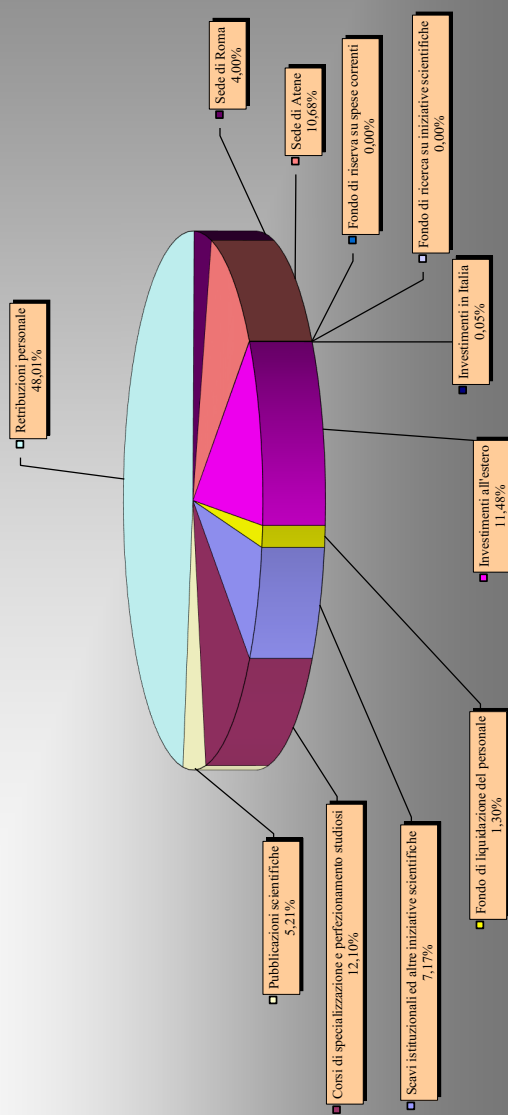 Retribuzioni personale
48,01%
Sede di Roma
4,00%
Sede di Atene
10,68%
Fondo di riserva su spese correnti
0,00%
Fondo di ricerca su iniziative scientifiche
0,00%
Investimenti in Italia
0,05%
Investimenti all'estero
11,48%
Fondo di liquidazione del personale
1,30%
Scavi istituzionali ed altre iniziative scientifiche
7,17%
Corsi di specializzazione e perfezionamento studiosi
12,10%
Pubblicazioni scientifiche
5,21%